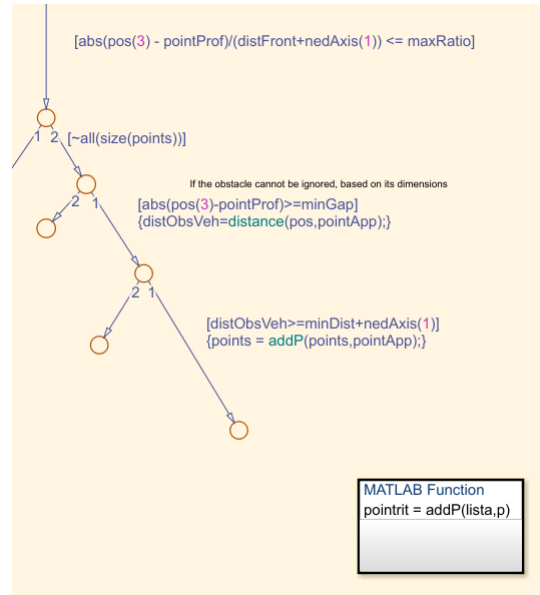 [abs(pos(3) - pointProf)/(distFront+nedAxis(1)) <= maxRatio]
1 2 [~all(size(points))]
If the obstacle cannot be ignored, based on its dimensions
2 1 [abs(pos(3)-pointProf)>=minGap]
{distObsVeh=distance(pos,pointApp);}
2 1
[distObsVeh>=minDist+nedAxis(1)]
{points = addP(points,pointApp);}
MATLAB Function
pointrit = addP(lista,p)